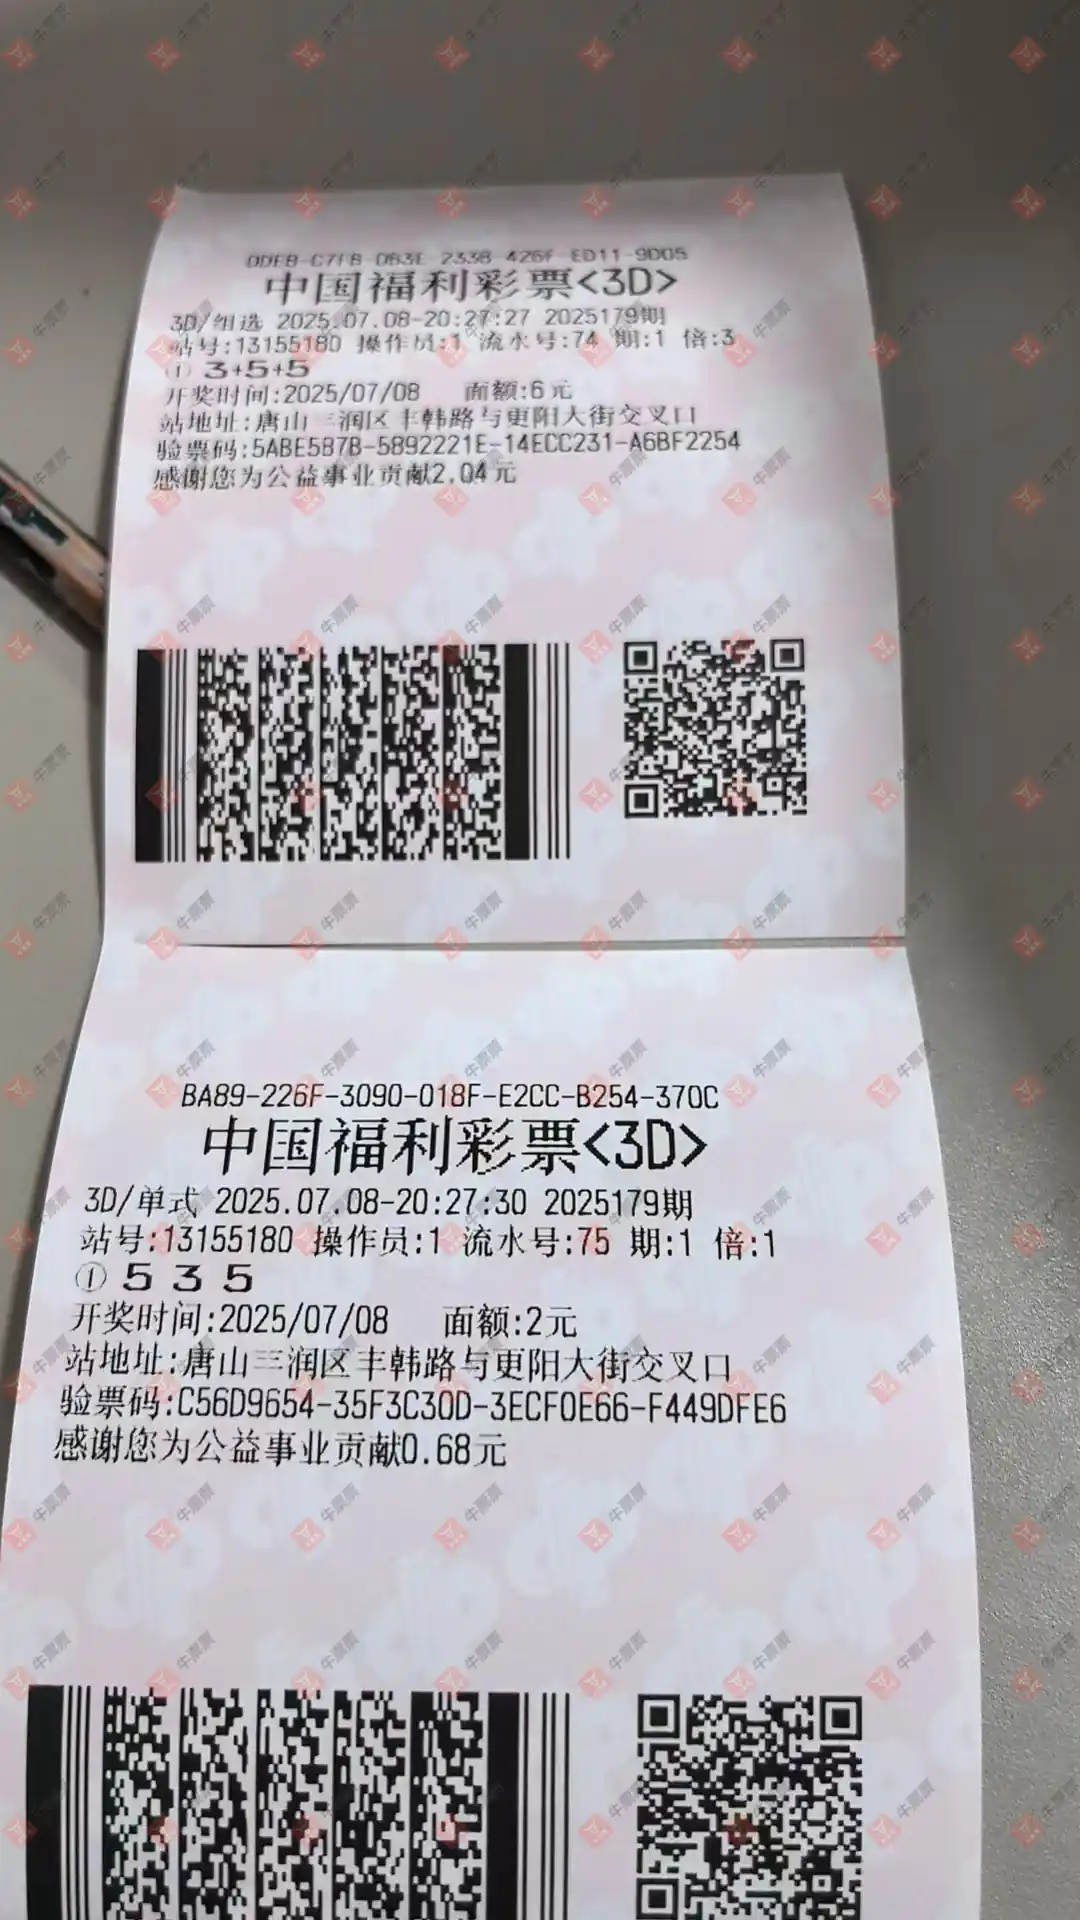 DDFB-C7FB-DB3E-2338-426F-ED11-9D05
中国福利彩票<3D>
3D/组选 2025.07.08-20:27:27 2025179期
站号:13155180 操作员:1 流水号:74 期:1 倍:3
① 3+5+5
开奖时间:2025/07/08 面额:6元
站地址:唐山三润区丰韩路与更阳大街交叉口
验票码:5ABE5B7B-5892221E-14ECC231-A6BF2254
感谢您为公益事业贡献2.04元
BA89-226F-3090-018F-E2CC-B254-370C
中国福利彩票<3D>
3D/单式 2025.07.08-20:27:30 2025179期
站号:13155180 操作员:1 流水号:75 期:1 倍:1
① 5 3 5
开奖时间:2025/07/08 面额:2元
站地址:唐山三润区丰韩路与更阳大街交叉口
验票码:C56D9654-35F3C30D-3ECF0E66-F449DFE6
感谢您为公益事业贡献0.68元
牛票票